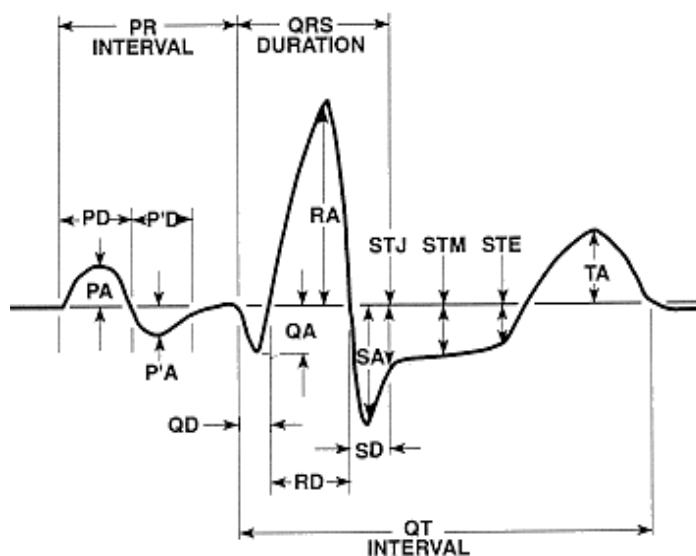 PR
INTERVAL
QRS
DURATION
PD
P'D
RA
STJ
STM
STE
PA
TA
QA
SA
P'A
QD
SD
RD
QT
INTERVAL